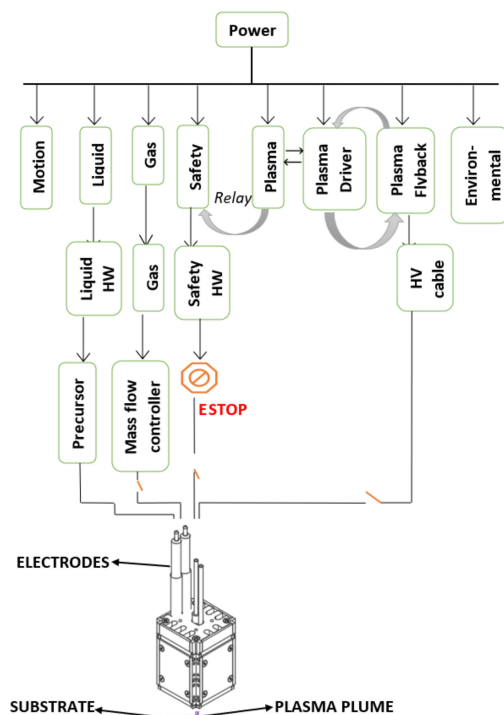 Power
Motion
Liquid
Gas
Safety
Relay
Plasma
Plasma
Driver
Plasma
Flvback
Environ-
mental
Liquid
HW
Gas
Safety
HW
HV
cable
Precursor
Mass flow
controller
ESTOP
ELECTRODES
SUBSTRATE
PLASMA PLUME